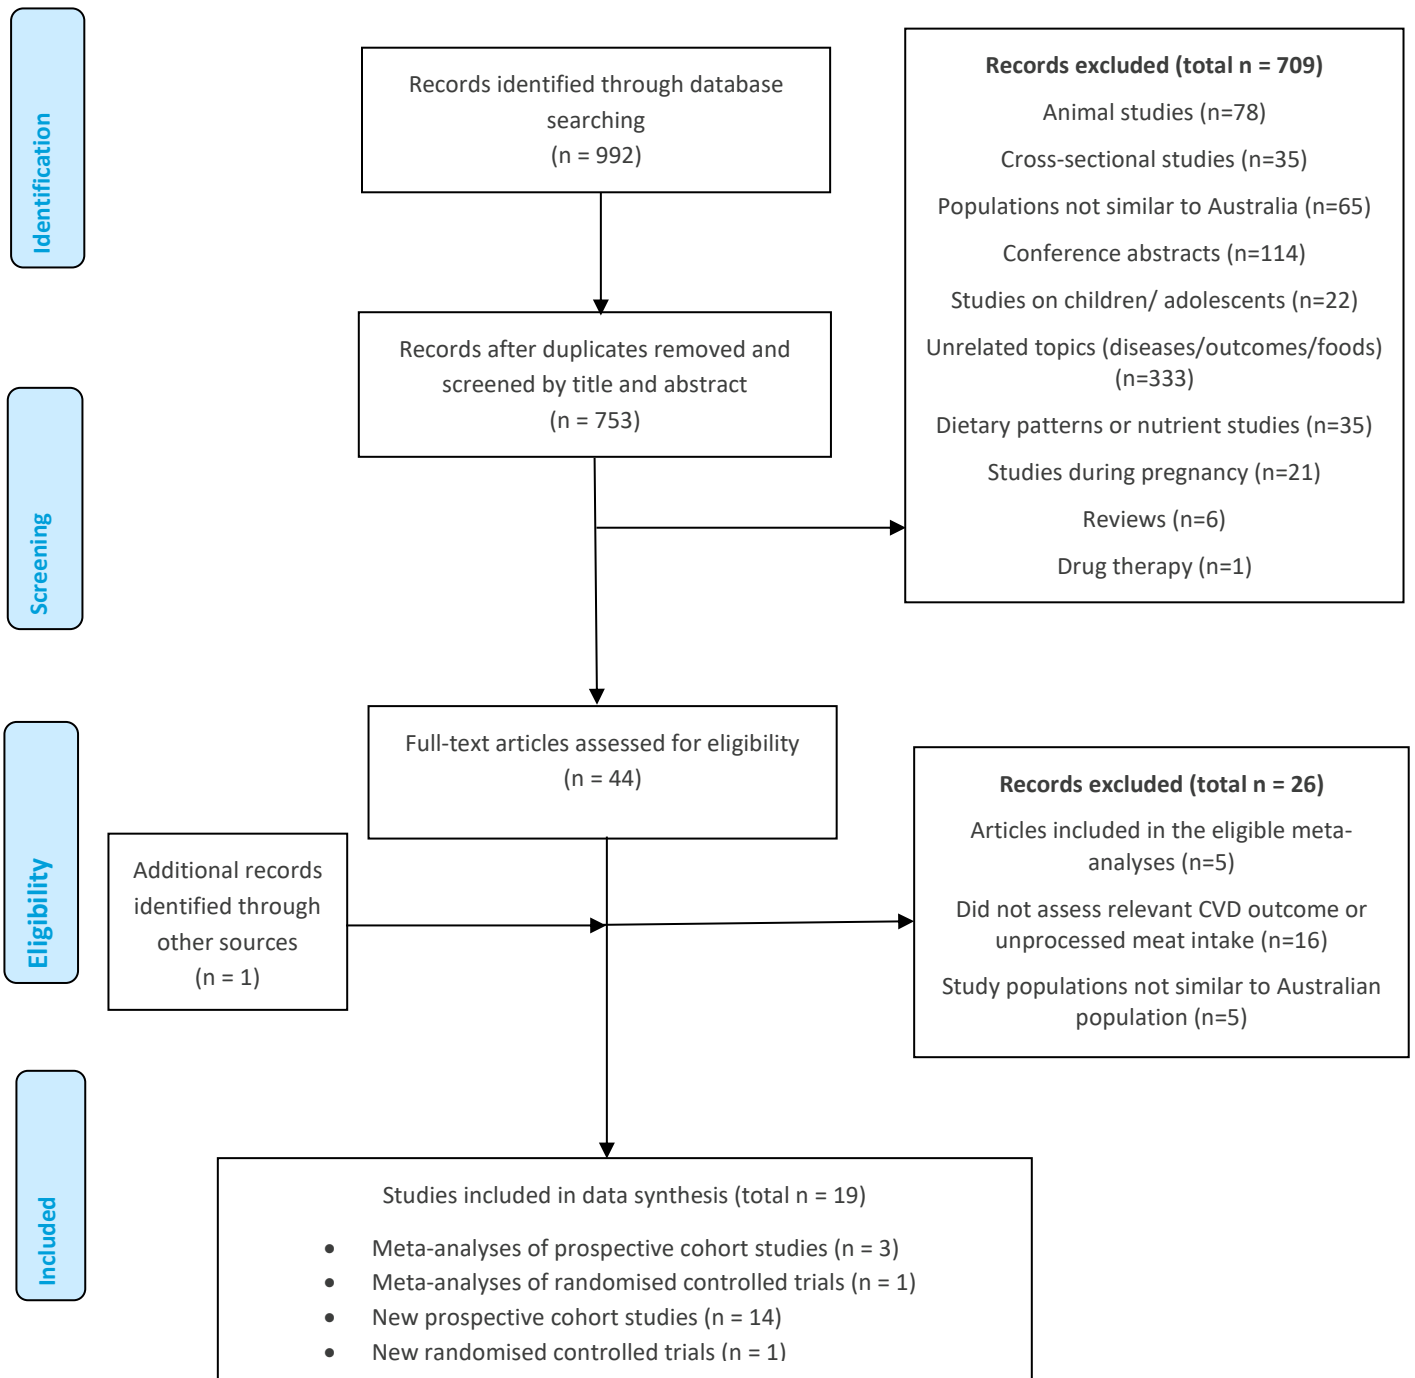 Identification
Records identified through database
searching
(n = 992)
Records excluded (total n = 709)
Animal studies (n=78)
Cross-sectional studies (n=35)
Populations not similar to Australia (n=65)
Conference abstracts (n=114)
Studies on children/ adolescents (n=22)
Unrelated topics (diseases/outcomes/foods)
(n=333)
Dietary patterns or nutrient studies (n=35)
Studies during pregnancy (n=21)
Reviews (n=6)
Drug therapy (n=1)
Screening
Records after duplicates removed and
screened by title and abstract
(n = 753)
Eligibility
Full-text articles assessed for eligibility
(n = 44)
Additional records
identified through
other sources
(n = 1)
Records excluded (total n = 26)
Articles included in the eligible meta-
analyses (n=5)
Did not assess relevant CVD outcome or
unprocessed meat intake (n=16)
Study populations not similar to Australian
population (n=5)
Included
Studies included in data synthesis (total n = 19)
• Meta-analyses of prospective cohort studies (n = 3)
• Meta-analyses of randomised controlled trials (n = 1)
• New prospective cohort studies (n = 14)
• New randomised controlled trials (n = 1)